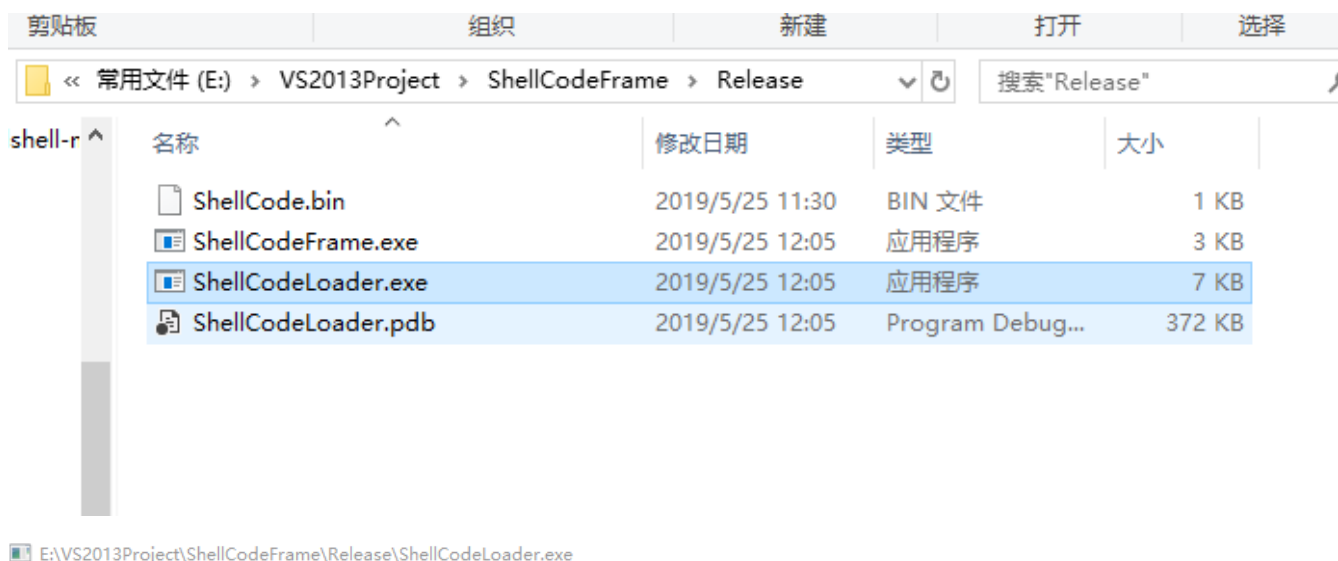 剪贴板 组织 新建 打开 选择
« 常用文件 (E:) > VS2013Project > ShellCodeFrame > Release 搜索"Release"
shell-r 名称 修改日期 类型 大小
ShellCode.bin 2019/5/25 11:30 BIN 文件 1 KB
ShellCodeFrame.exe 2019/5/25 12:05 应用程序 3 KB
ShellCodeLoader.exe 2019/5/25 12:05 应用程序 7 KB
ShellCodeLoader.pdb 2019/5/25 12:05 Program Debug... 372 KB
E:\VS2013Project\ShellCodeFrame\Release\ShellCodeLoader.exe